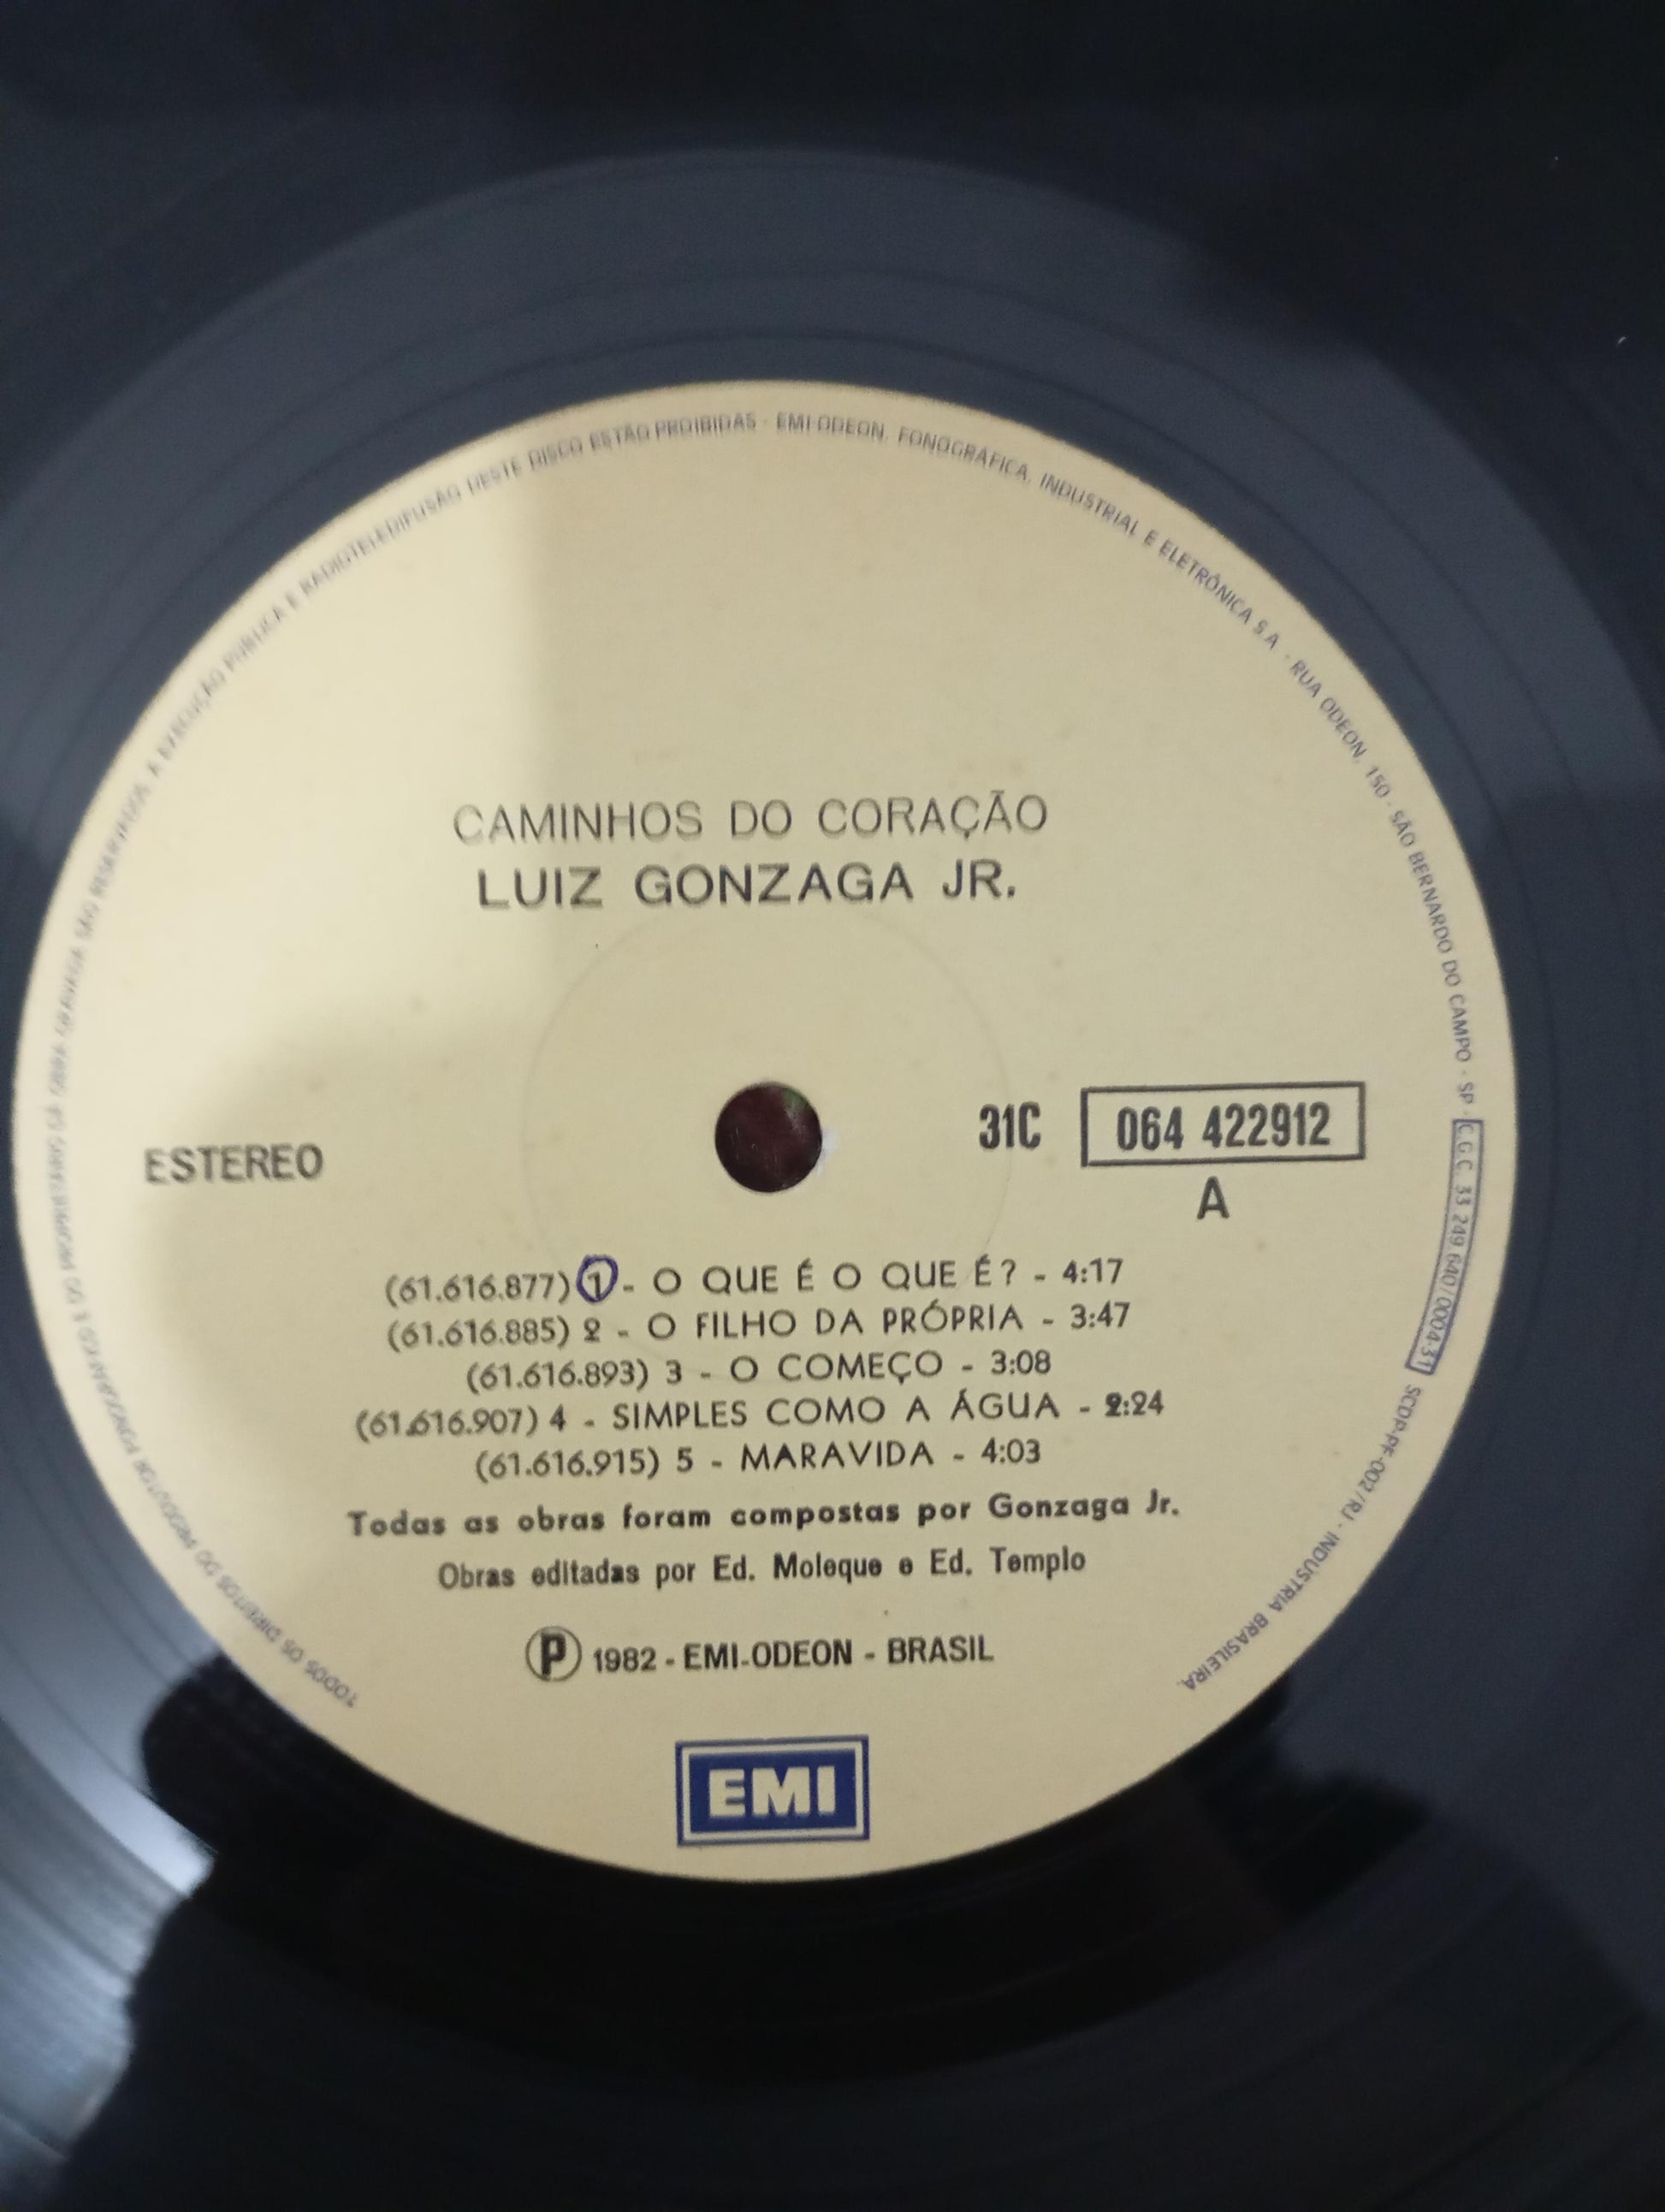 TODOS OS DIREITOS DO PRODUTOR FONOGRÁFICO E DO PROPRIETÁRIO DA OBRA GRAVADA SÃO RESERVADOS A EXECUÇÃO PÚBLICA E RADIOTELEDIFUSÃO DESTE DISCO ESTÃO PROIBIDAS - EMI-ODEON, FONOGRÁFICA, INDUSTRIAL E ELETRÔNICA S.A. - RUA ODEON, 150 - SÃO BERNARDO DO CAMPO - SP - C.G.C. 33 249 640/0004-31 SCDP-PF-002/RJ - INDUSTRIA BRASILEIRA
CAMINHOS DO CORAÇÃO
LUIZ GONZAGA JR.
ESTEREO
31C 064 422912
A
(61.616.877) 1 - O QUE É O QUE É? - 4:17
(61.616.885) 2 - O FILHO DA PRÓPRIA - 3:47
(61.616.893) 3 - O COMEÇO - 3:08
(61.616.907) 4 - SIMPLES COMO A ÁGUA - 2:24
(61.616.915) 5 - MARAVIDA - 4:03
Todas as obras foram compostas por Gonzaga Jr.
Obras editadas por Ed. Moleque e Ed. Templo
Ⓟ 1982 - EMI-ODEON - BRASIL
EMI